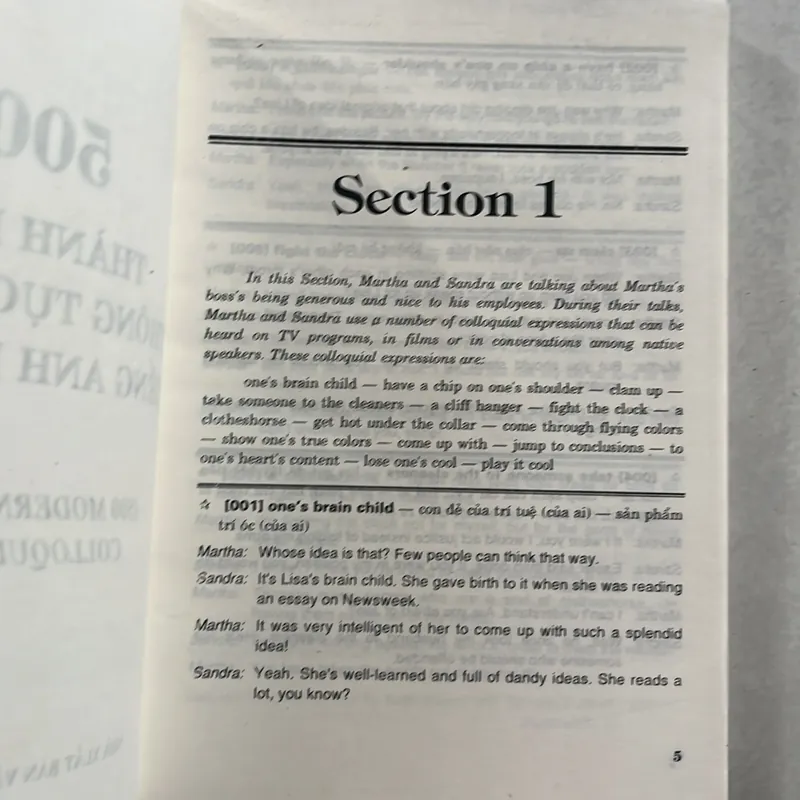 Section 1
In this Section, Martha and Sandra are talking about Martha's
boss's being generous and nice to his employees. During their talks,
Martha and Sandra use a number of colloquial expressions that can be
heard on TV programs, in films or in conversations among native
speakers. These colloquial expressions are:
one's brain child — have a chip on one's shoulder — clam up —
take someone to the cleaners — a cliff hanger — fight the clock — a
clotheshorse — get hot under the collar — come through flying colors
— show one's true colors — come up with — jump to conclusions — to
one's heart's content — lose one's cool — play it cool
☆ [001] one's brain child — con đẻ của trí tuệ (của ai) — sản phẩm
trí óc (của ai)
Martha: Whose idea is that? Few people can think that way.
Sandra: It's Lisa's brain child. She gave birth to it when she was reading
an essay on Newsweek.
Martha: It was very intelligent of her to come up with such a splendid
idea!
Sandra: Yeah. She's well-learned and full of dandy ideas. She reads a
lot, you know?
5